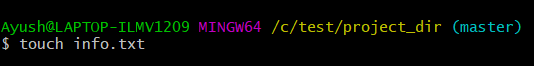 Ayush@LAPTOP-ILMV1209 MINGW64 /c/test/project_dir (master)
$ touch info.txt